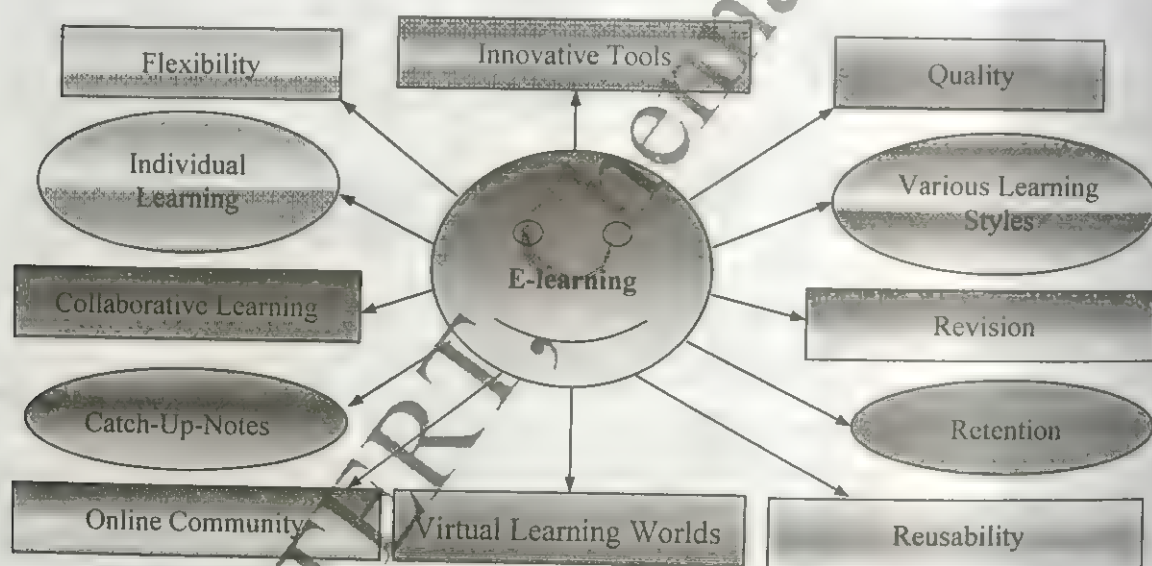 Flexibility
Innovative Tools
Quality
Individual
Learning
Various Learning
Styles
E-learning
Collaborative Learning
Revision
Catch-Up-Notes
Retention
Online Community
Virtual Learning Worlds
Reusability